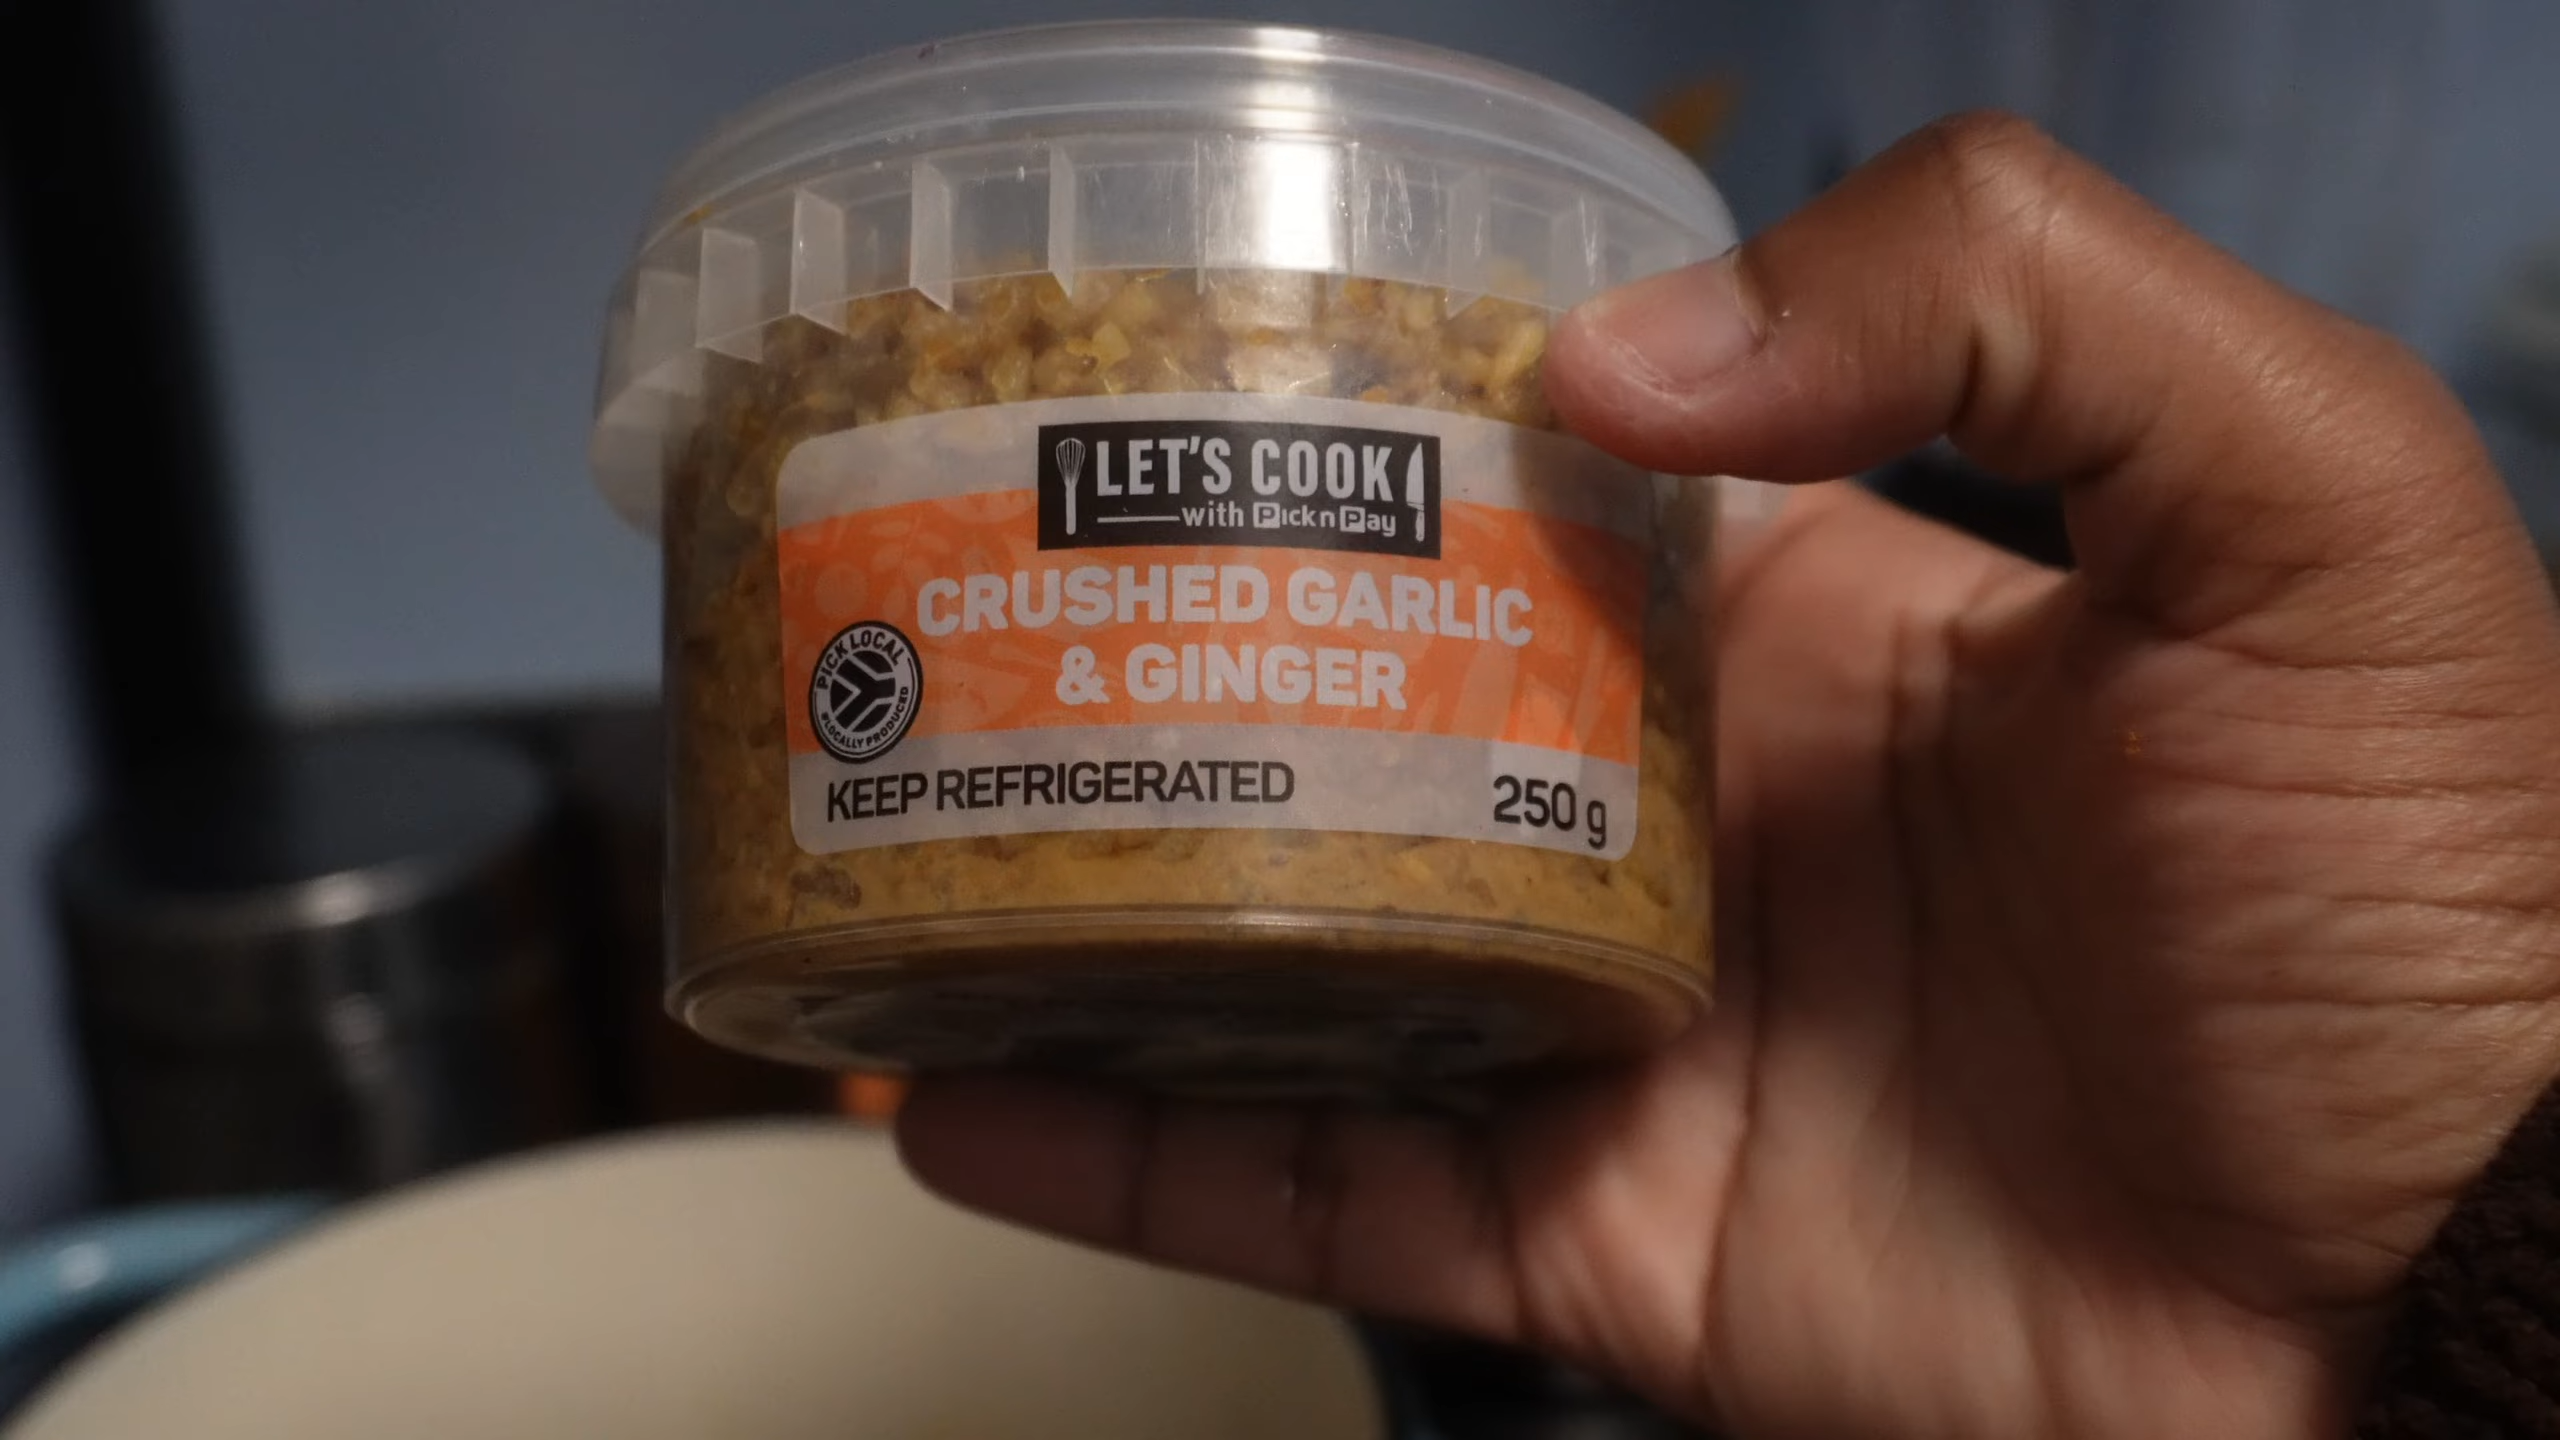 LET'S COOK
with Pick n Pay
CRUSHED GARLIC
& GINGER
PICK LOCAL
#LOCALLY PRODUCED
KEEP REFRIGERATED
250 g